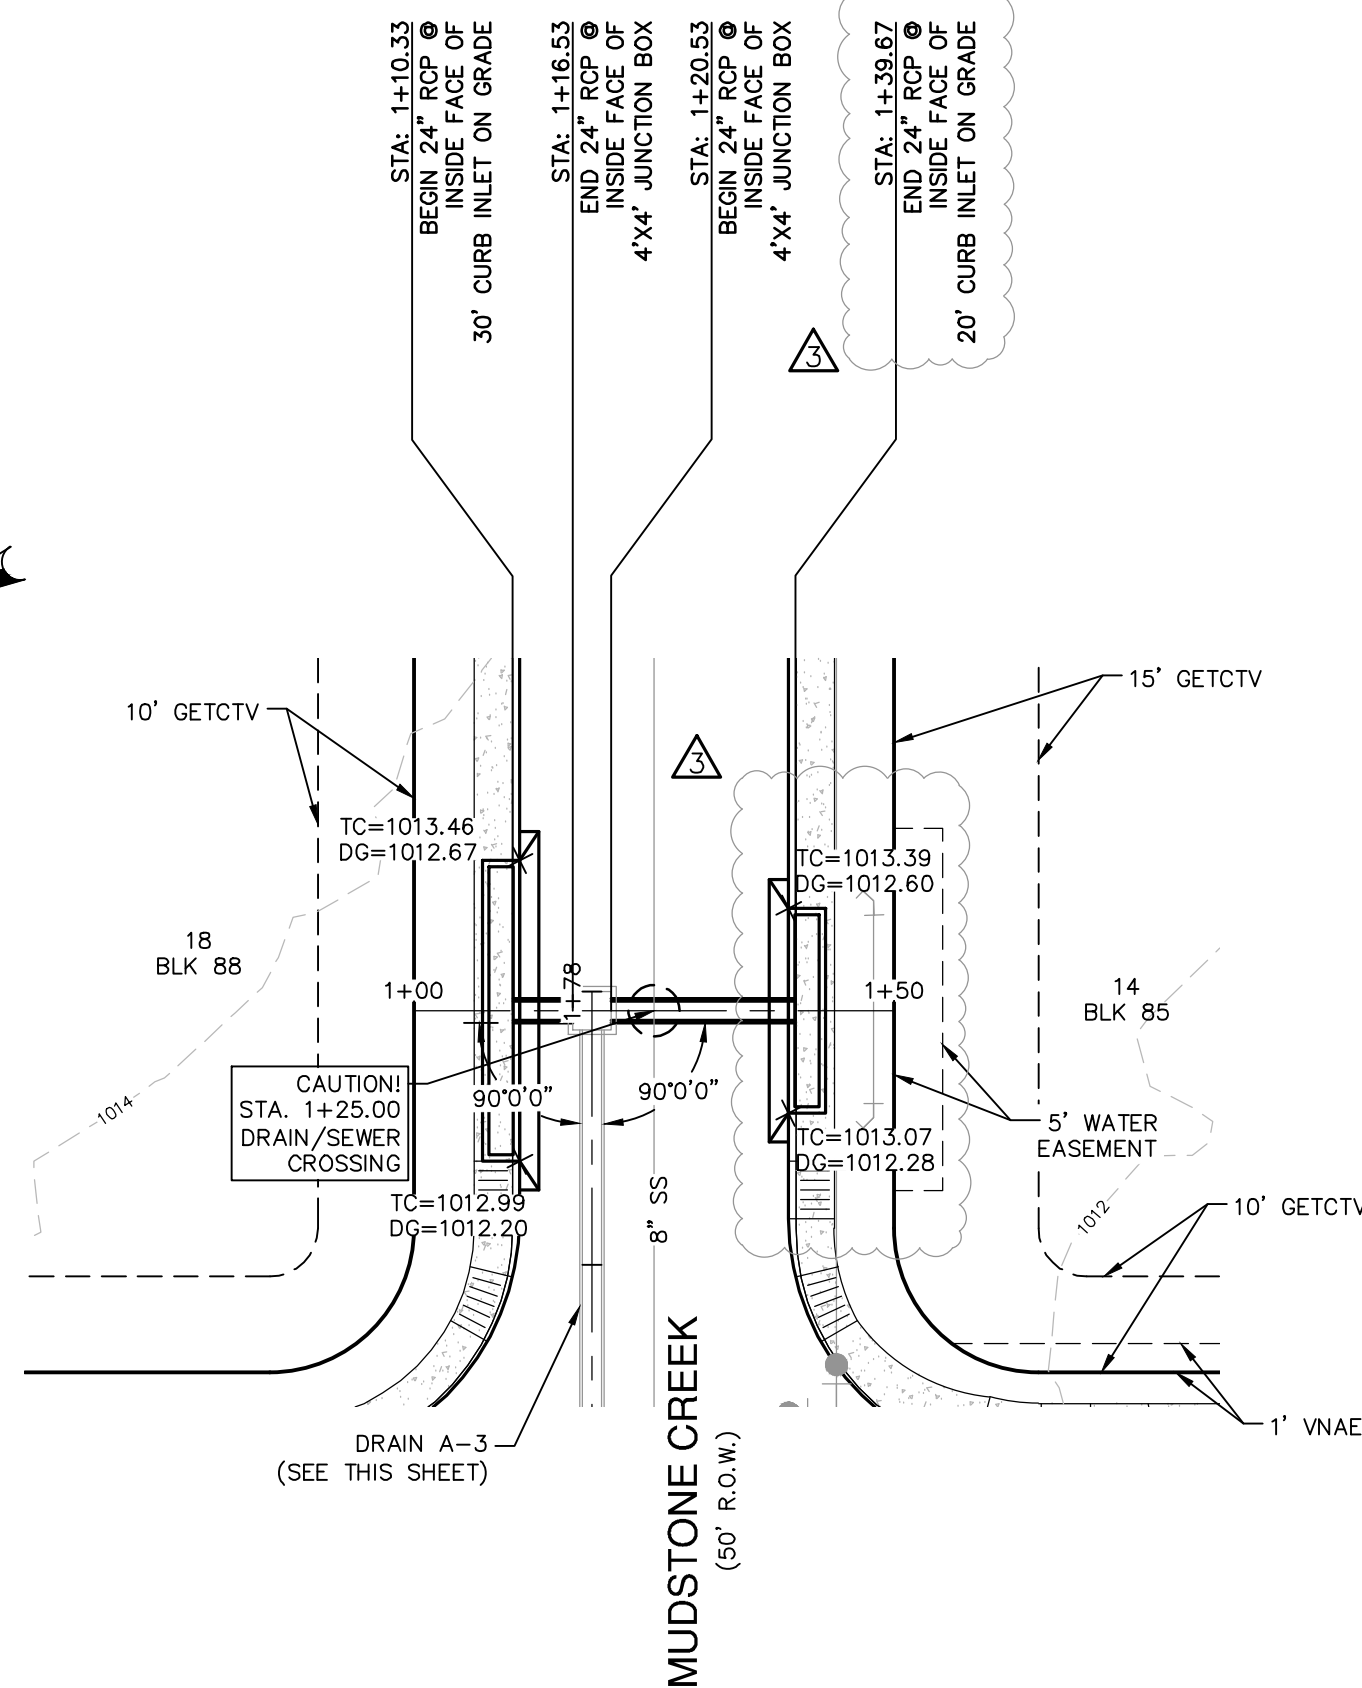 STA: 1+10.33
BEGIN 24" RCP @
INSIDE FACE OF
30' CURB INLET ON GRADE
STA: 1+16.53
END 24" RCP @
INSIDE FACE OF
4'X4' JUNCTION BOX
STA: 1+20.53
BEGIN 24" RCP @
INSIDE FACE OF
4'X4' JUNCTION BOX
STA: 1+39.67
END 24" RCP @
INSIDE FACE OF
20' CURB INLET ON GRADE
3
10' GETCTV
15' GETCTV
3
TC=1013.46
DG=1012.67
TC=1013.39
DG=1012.60
18
BLK 88
1+00
1+78
1+50
14
BLK 85
1014
CAUTION!
STA. 1+25.00
DRAIN/SEWER
CROSSING
90°0'0"
90°0'0"
5' WATER
EASEMENT
TC=1013.07
DG=1012.28
TC=1012.99
DG=1012.20
8" SS
1012
10' GETCTV
DRAIN A-3
(SEE THIS SHEET)
1' VNAE
MUDSTONE CREEK
(50' R.O.W.)